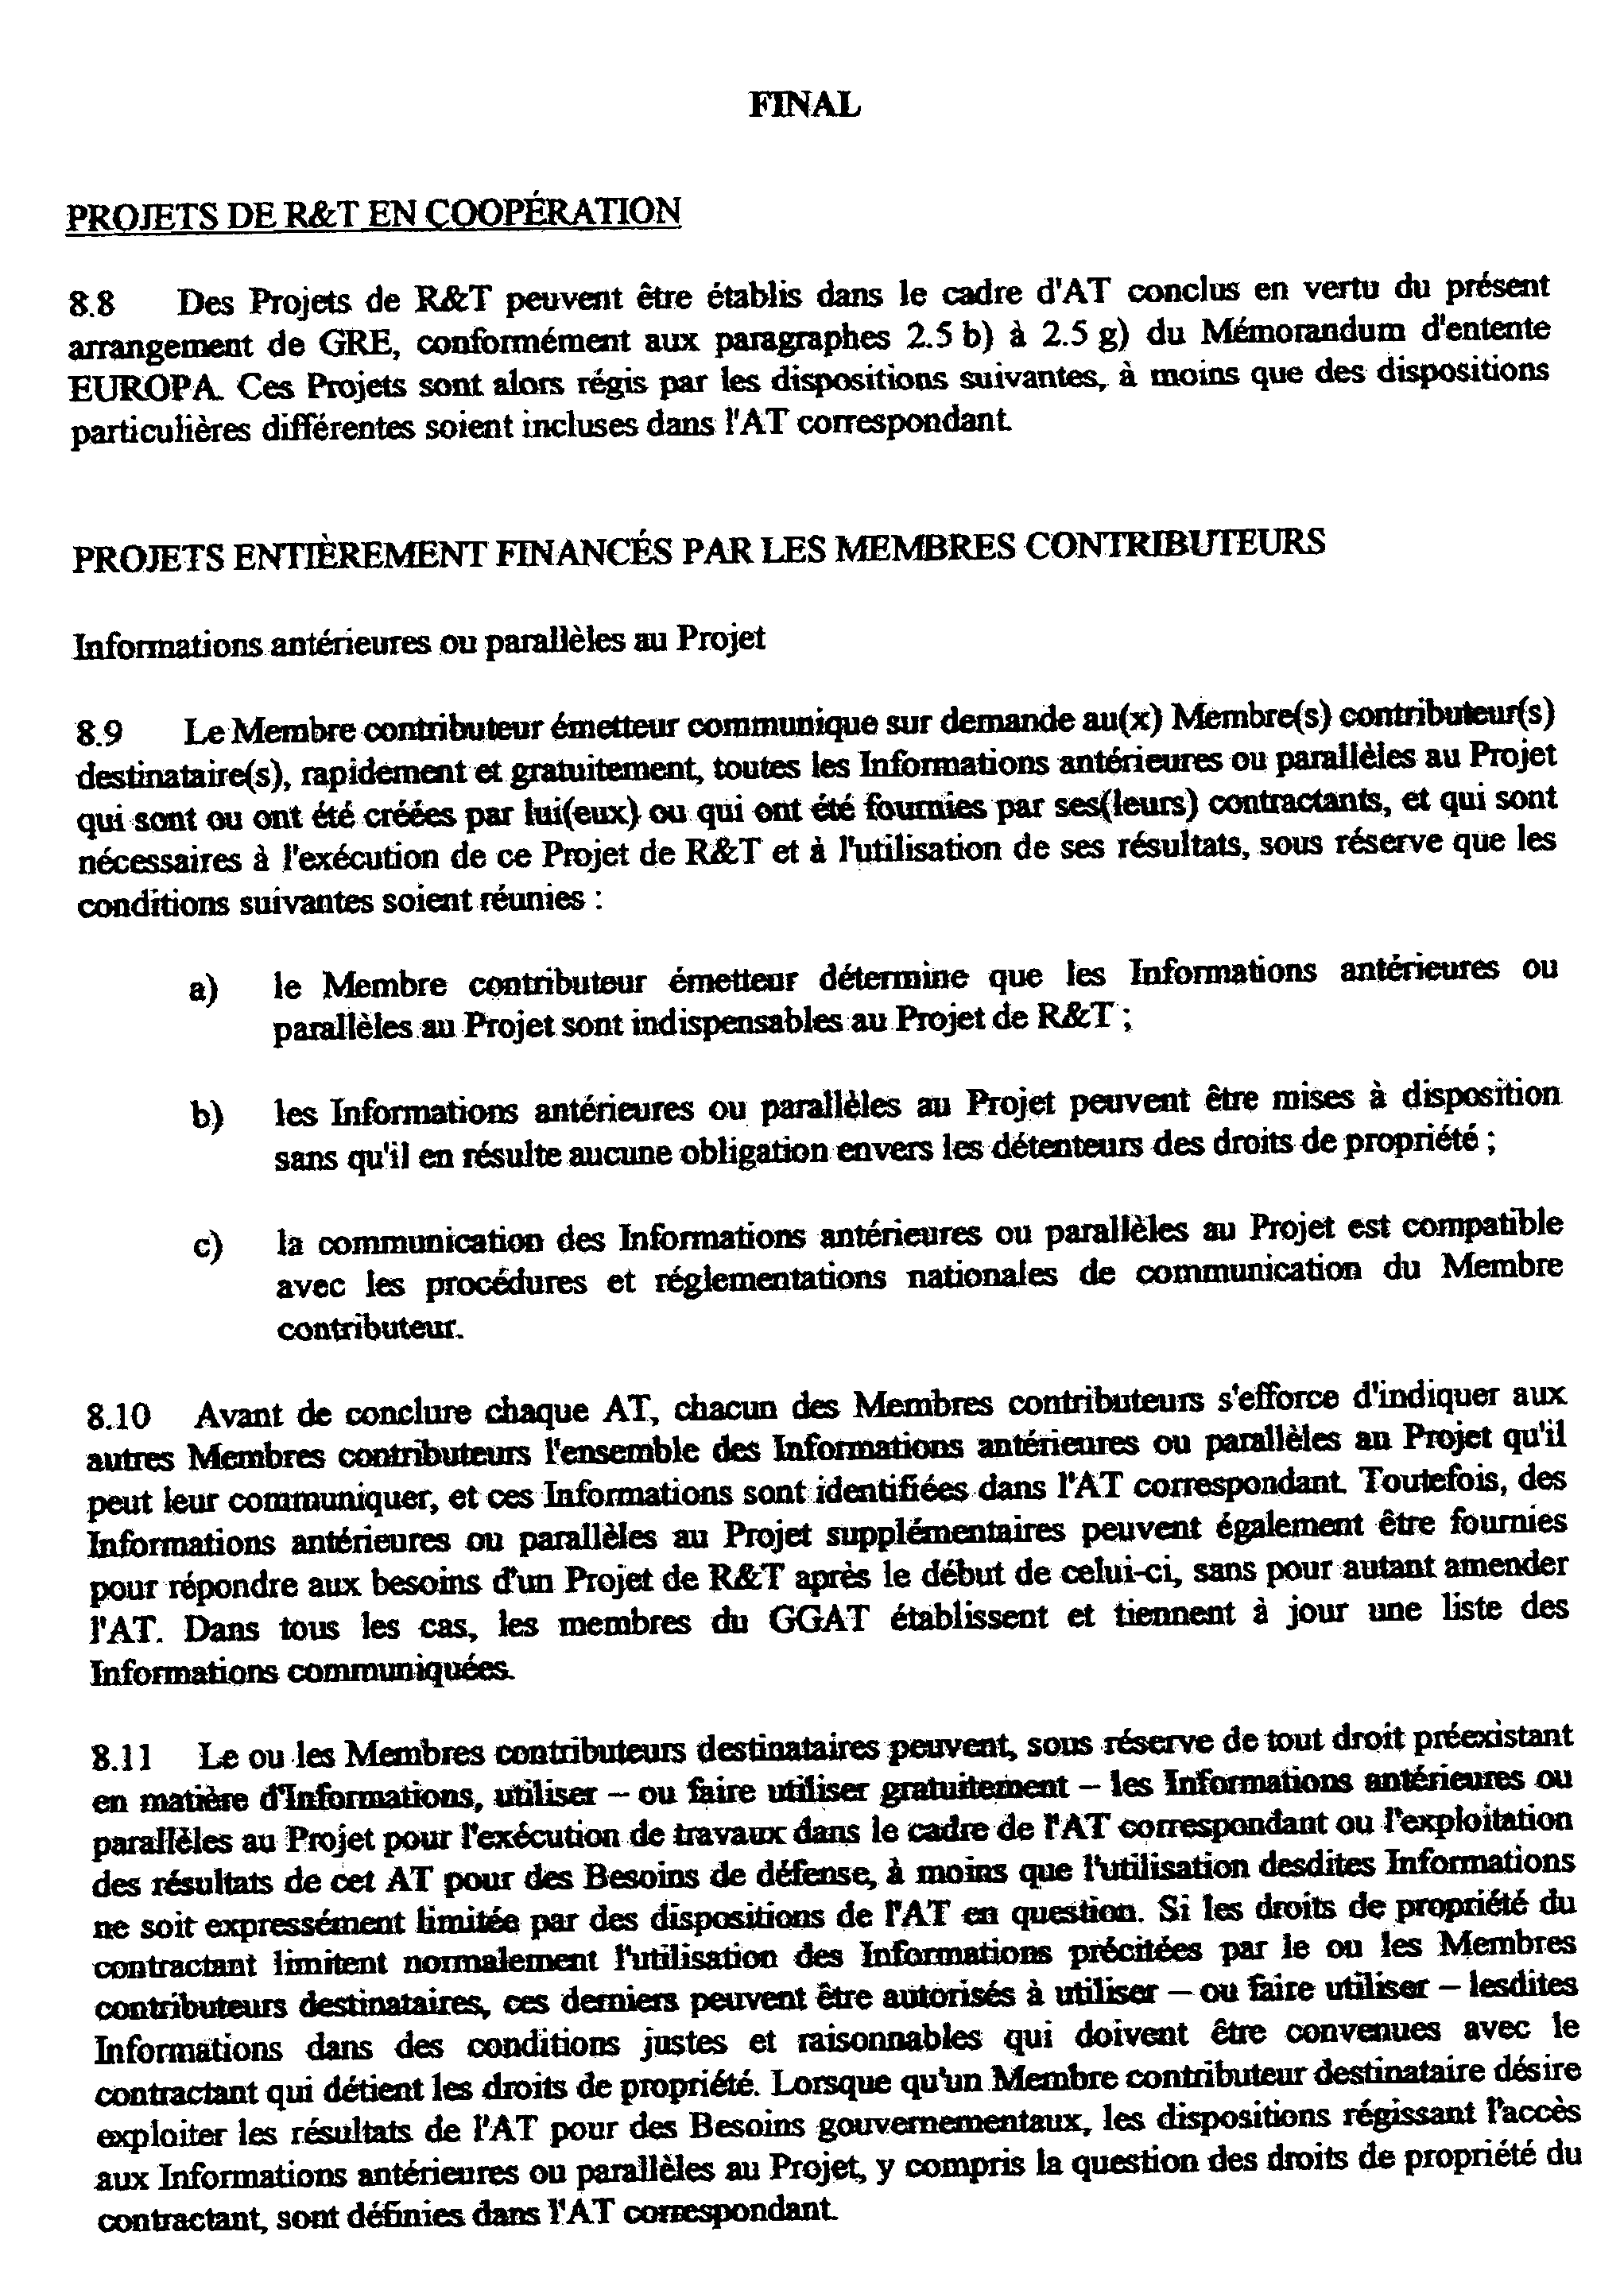 FINAL
PROJETS DE R&T EN COOPÉRATION
8.8 Des Projets de R&T peuvent être établis dans le cadre d'AT conclus en vertu du présent
arrangement de GRE, conformément aux paragraphes 2.5 b) à 2.5 g) du Mémorandum d'entente
EUROPA. Ces Projets sont alors régis par les dispositions suivantes, à moins que des dispositions
particulières différentes soient incluses dans l'AT correspondant.
PROJETS ENTIÈREMENT FINANCÉS PAR LES MEMBRES CONTRIBUTEURS
Informations antérieures ou parallèles au Projet
8.9 Le Membre contributeur émetteur communique sur demande au(x) Membre(s) contributeur(s)
destinataire(s), rapidement et gratuitement, toutes les Informations antérieures ou parallèles au Projet
qui sont ou ont été créées par lui(eux) ou qui ont été fournies par ses(leurs) contractants, et qui sont
nécessaires à l'exécution de ce Projet de R&T et à l'utilisation de ses résultats, sous réserve que les
conditions suivantes soient réunies :
a) le Membre contributeur émetteur détermine que les Informations antérieures ou
parallèles au Projet sont indispensables au Projet de R&T ;
b) les Informations antérieures ou parallèles au Projet peuvent être mises à disposition
sans qu'il en résulte aucune obligation envers les détenteurs des droits de propriété ;
c) la communication des Informations antérieures ou parallèles au Projet est compatible
avec les procédures et réglementations nationales de communication du Membre
contributeur.
8.10 Avant de conclure chaque AT, chacun des Membres contributeurs s'efforce d'indiquer aux
autres Membres contributeurs l'ensemble des Informations antérieures ou parallèles au Projet qu'il
peut leur communiquer, et ces Informations sont identifiées dans l'AT correspondant. Toutefois, des
Informations antérieures ou parallèles au Projet supplémentaires peuvent également être fournies
pour répondre aux besoins d'un Projet de R&T après le début de celui-ci, sans pour autant amender
l'AT. Dans tous les cas, les membres du GGAT établissent et tiennent à jour une liste des
Informations communiquées.
8.11 Le ou les Membres contributeurs destinataires peuvent, sous réserve de tout droit préexistant
en matière d'Informations, utiliser – ou faire utiliser gratuitement – les Informations antérieures ou
parallèles au Projet pour l'exécution de travaux dans le cadre de l'AT correspondant ou l'exploitation
des résultats de cet AT pour des Besoins de défense, à moins que l'utilisation desdites Informations
ne soit expressément limitée par des dispositions de l'AT en question. Si les droits de propriété du
contractant limitent normalement l'utilisation des Informations précitées par le ou les Membres
contributeurs destinataires, ces derniers peuvent être autorisés à utiliser – ou faire utiliser – lesdites
Informations dans des conditions justes et raisonnables qui doivent être convenues avec le
contractant qui détient les droits de propriété. Lorsque qu'un Membre contributeur destinataire désire
exploiter les résultats de l'AT pour des Besoins gouvernementaux, les dispositions régissant l'accès
aux Informations antérieures ou parallèles au Projet, y compris la question des droits de propriété du
contractant, sont définies dans l'AT correspondant.